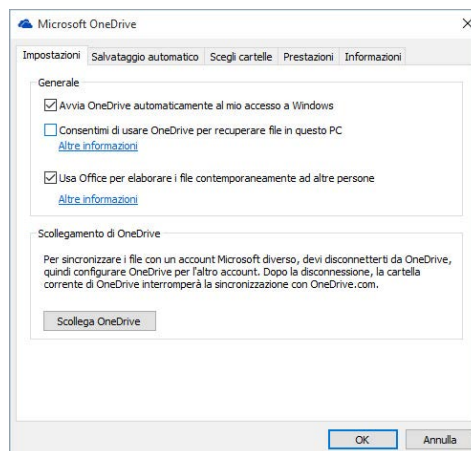 Microsoft OneDrive
Impostazioni Salvataggio automatico Scegli cartelle Prestazioni Informazioni
Generale
Avvia OneDrive automaticamente al mio accesso a Windows
Consentimi di usare OneDrive per recuperare file in questo PC
Altre informazioni
Usa Office per elaborare i file contemporaneamente ad altre persone
Altre informazioni
Scollegamento di OneDrive
Per sincronizzare i file con un account Microsoft diverso, devi disconnetterti da OneDrive,
quindi configurare OneDrive per l'altro account. Dopo la disconnessione, la cartella
corrente di OneDrive interromperà la sincronizzazione con OneDrive.com.
Scollega OneDrive
OK Annulla